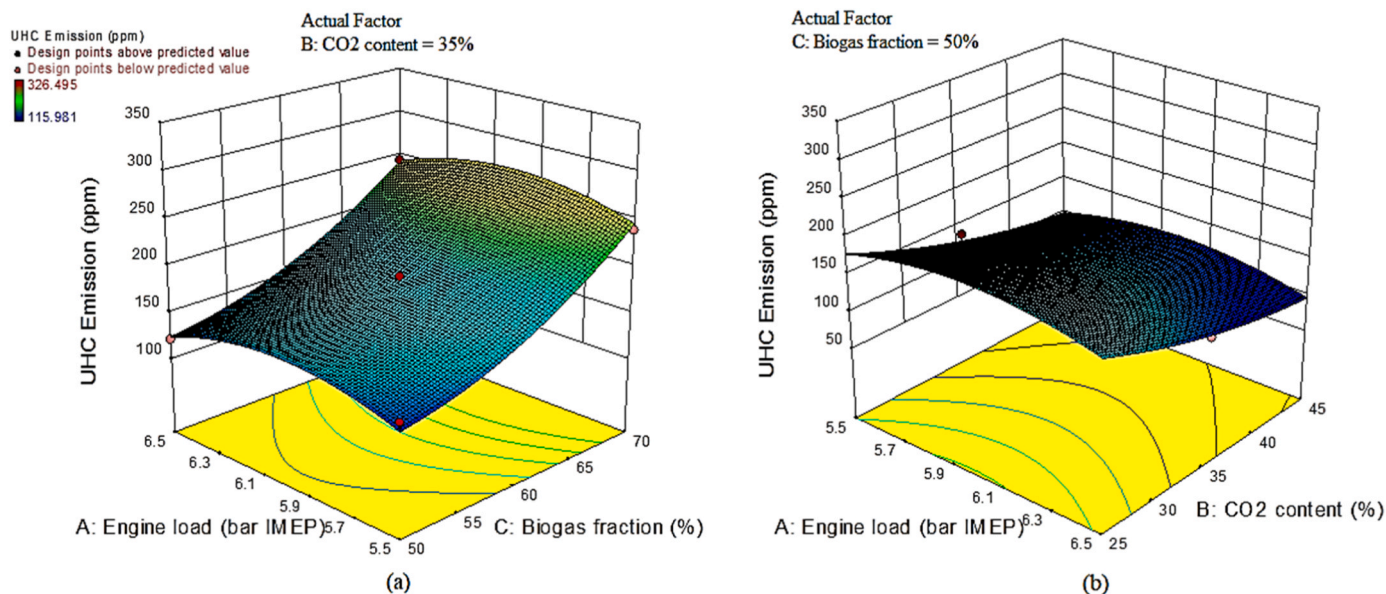 Actual Factor
B: CO2 content = 35%
UHC Emission (ppm)
Design points above predicted value
Design points below predicted value
326.495
115.981
350
300
250
200
150
100
UHC Emission (ppm)
6.5
6.3
6.1
5.9
5.7
5.5
A: Engine load (bar IMEP)
50
55
60
65
70
C: Biogas fraction (%)
(a)
Actual Factor
C: Biogas fraction = 50%
350
300
250
200
150
100
50
UHC Emission (ppm)
5.5
5.7
5.9
6.1
6.3
6.5
A: Engine load (bar IMEP)
25
30
35
40
45
B: CO2 content (%)
(b)